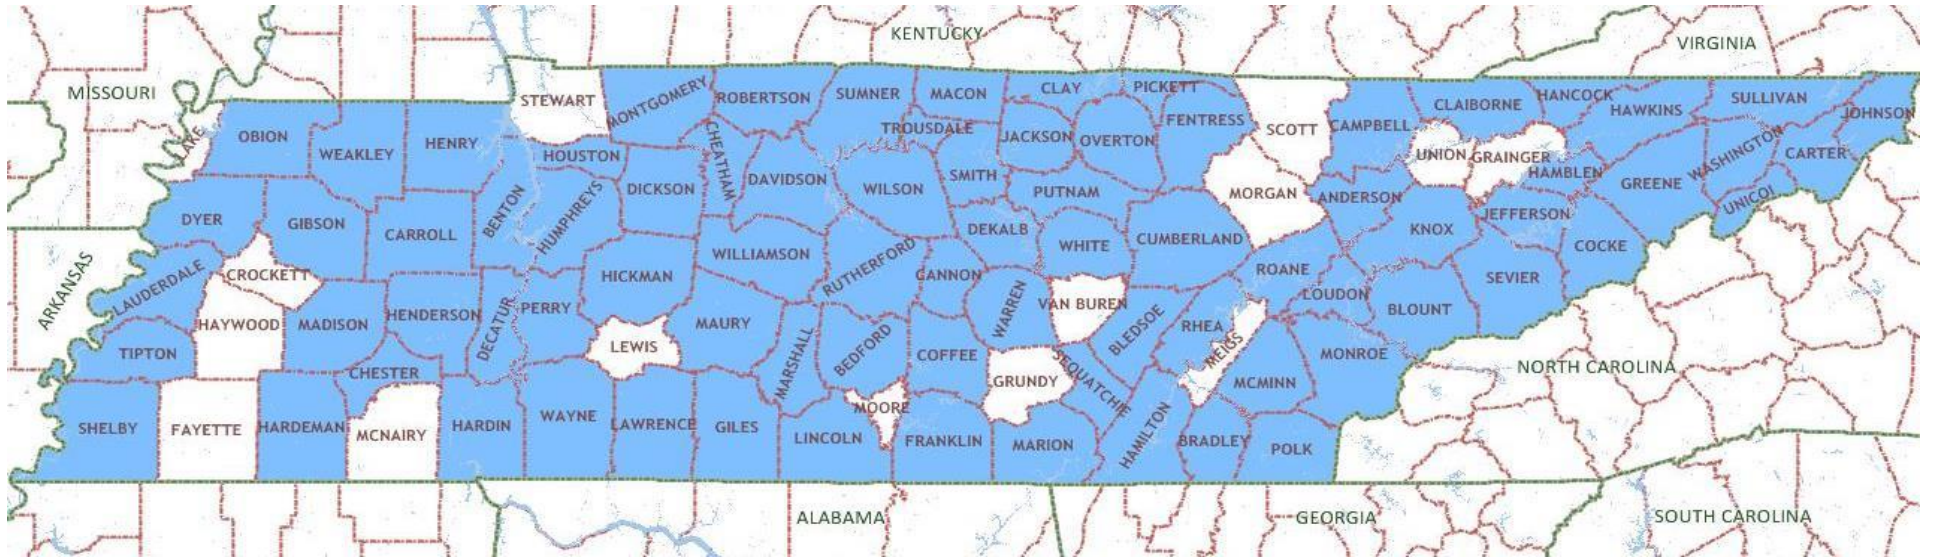 KENTUCKY
VIRGINIA
MISSOURI
STEWART
MONTGOMERY
ROBERTSON
SUMNER
MACON
CLAY
PICKETT
CLAIBORNE
HANCOCK
HAWKINS
SULLIVAN
JOHNSON
LAKE
OBION
WEAKLEY
HENRY
HOUSTON
CHEATHAM
TROUSDALE
JACKSON
OVERTON
FENTRESS
SCOTT
CAMPBELL
UNION
GRAINGER
HAMBLEN
GREENE
WASHINGTON
CARTER
UNICOI
DYER
GIBSON
CARROLL
BENTON
HUMPHREYS
DICKSON
DAVIDSON
WILSON
SMITH
PUTNAM
MORGAN
ANDERSON
KNOX
JEFFERSON
COCKE
DEKALB
WHITE
CUMBERLAND
ARKANSAS
LAUDERDALE
CROCKETT
HICKMAN
WILLIAMSON
RUTHERFORD
CANNON
VAN BUREN
ROANE
LOUDON
SEVIER
BLOUNT
TIPTON
HAYWOOD
MADISON
HENDERSON
DECATUR
PERRY
LEWIS
MAURY
MARSHALL
BEDFORD
COFFEE
WARREN
BLEDSOE
RHEA
MEIGS
MONROE
NORTH CAROLINA
CHESTER
GRUNDY
SEQUATCHIE
MCMINN
SHELBY
FAYETTE
HARDEMAN
MCNAIRY
HARDIN
WAYNE
LAWRENCE
GILES
LINCOLN
MOORE
FRANKLIN
MARION
HAMILTON
BRADLEY
POLK
ALABAMA
GEORGIA
SOUTH CAROLINA